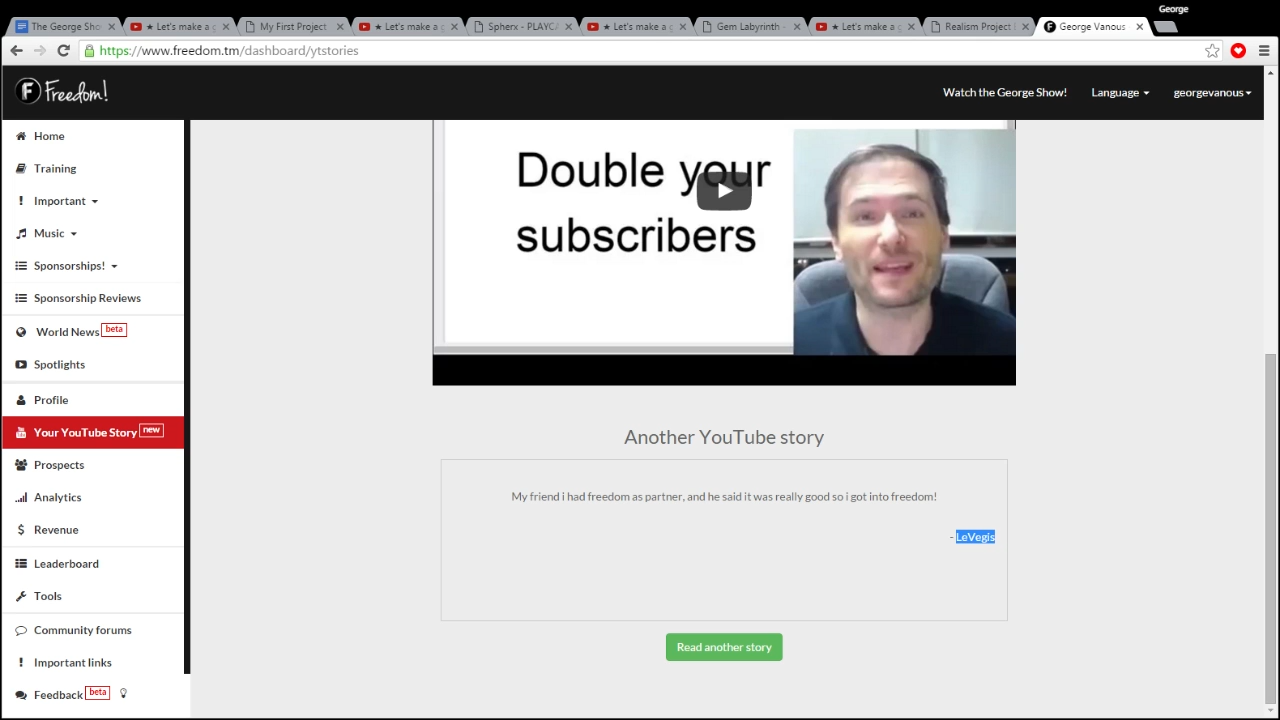 George
The George Sho
★ Let's make a g
My First Project
★ Let's make a g
Spherx - PLAYCA
★ Let's make a g
Gem Labyrinth -
★ Let's make a g
Realism Project
George Vanous
https://www.freedom.tm/dashboard/ytstories
F Freedom!
Watch the George Show!
Language
georgevanous
Home
Training
Important
Music
Sponsorships!
Sponsorship Reviews
World News beta
Spotlights
Profile
Your YouTube Story new
Prospects
Analytics
Revenue
Leaderboard
Tools
Community forums
Important links
Feedback beta
Double your
subscribers
Another YouTube story
My friend i had freedom as partner, and he said it was really good so i got into freedom!
- LeVegis
Read another story